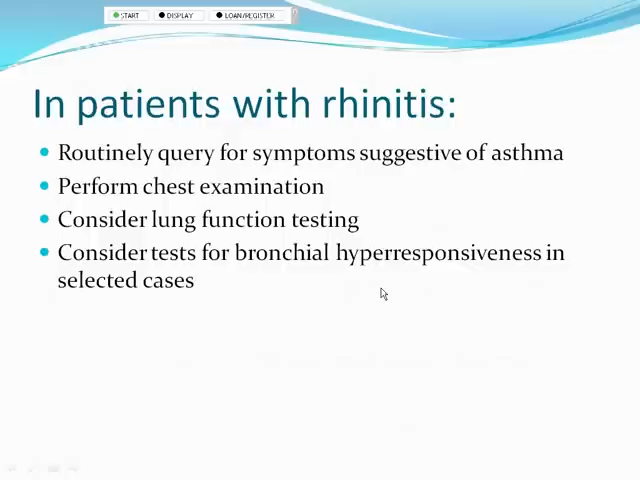 START DISPLAY LOAN/REGISTER
In patients with rhinitis:
Routinely query for symptoms suggestive of asthma
Perform chest examination
Consider lung function testing
Consider tests for bronchial hyperresponsiveness in
selected cases